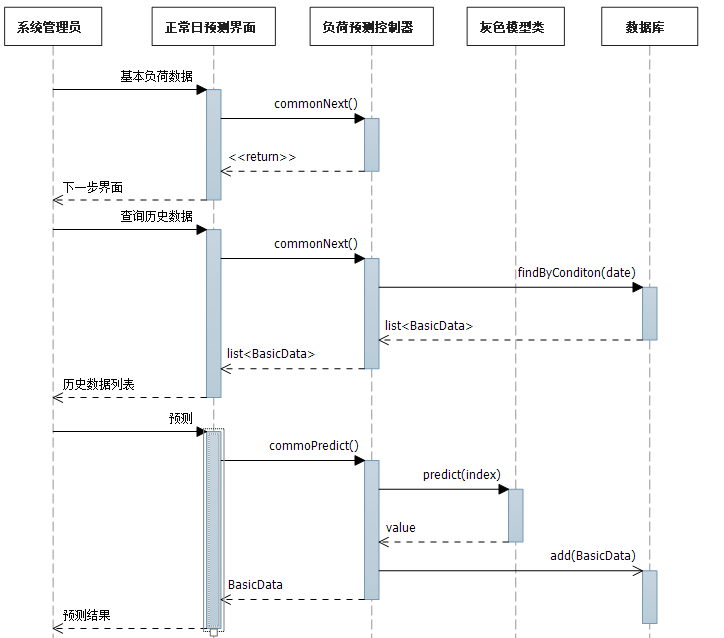 系统管理员
正常日预测界面
负荷预测控制器
灰色模型类
数据库
基本负荷数据
commonNext()
<<return>>
下一步界面
查询历史数据
commonNext()
findByConditon(date)
list<BasicData>
list<BasicData>
历史数据列表
预测
commoPredict()
predict(index)
value
add(BasicData)
BasicData
预测结果